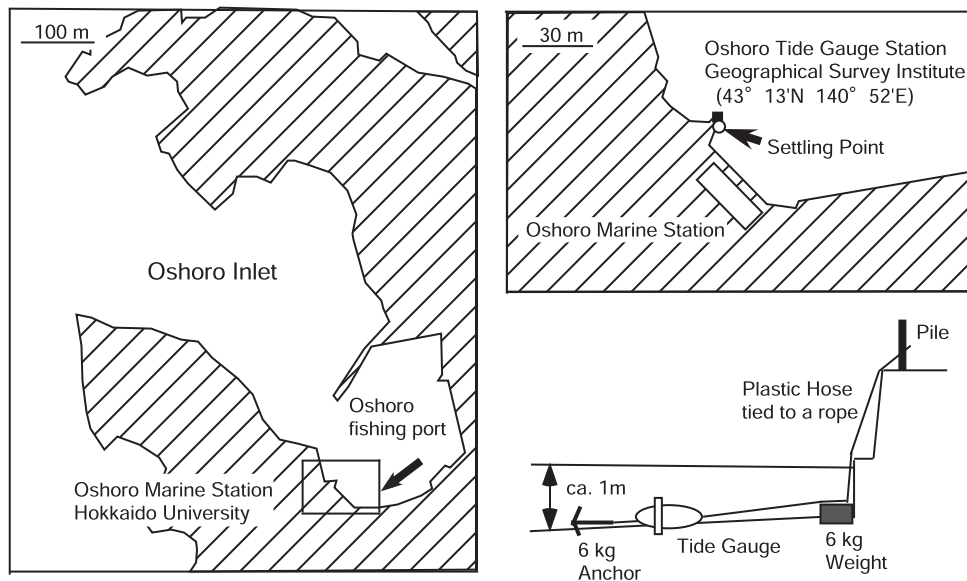 100 m
Oshoro Inlet
Oshoro
fishing port
Oshoro Marine Station
Hokkaido University
30 m
Oshoro Tide Gauge Station
Geographical Survey Institute
(43° 13'N 140° 52'E)
Settling Point
Oshoro Marine Station
Pile
Plastic Hose
tied to a rope
ca. 1m
6 kg
Anchor
Tide Gauge
6 kg
Weight